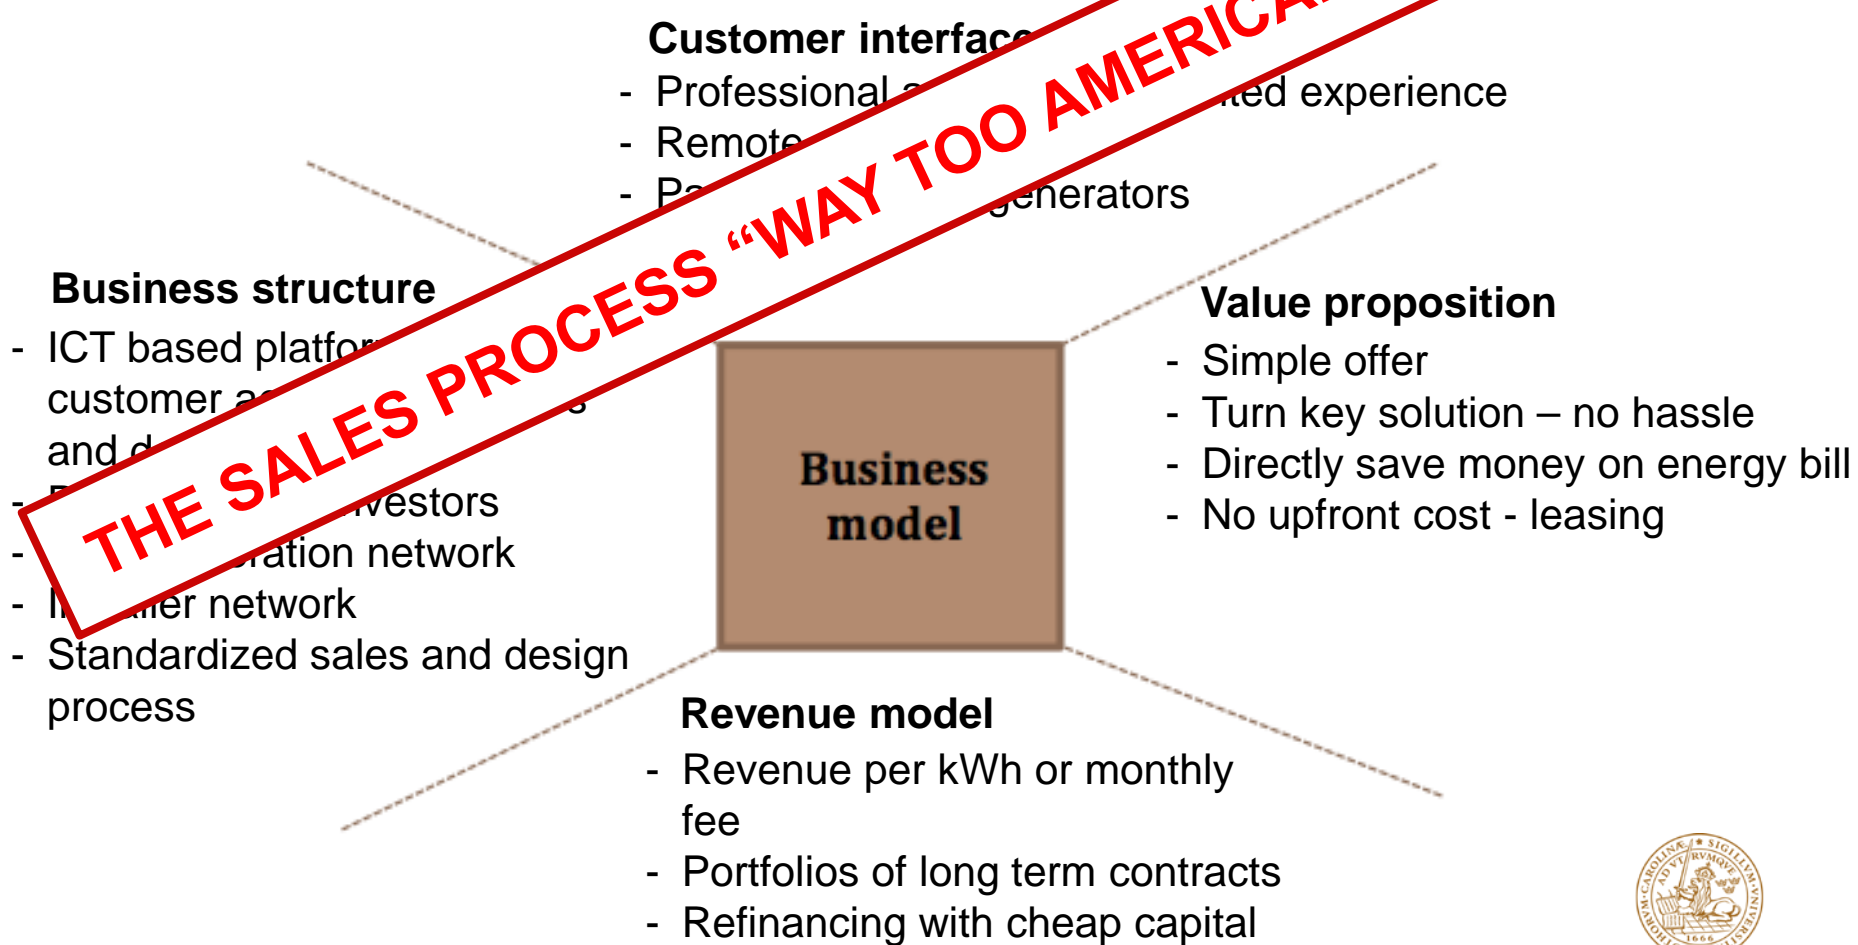 Customer interface
- Professional ted experience
- Remote
- generators
THE SALES PROCESS “WAY TOO AMERICA
Business structure
- ICT based platfor
customer
and
- vestors
- ration network
- er network
- Standardized sales and design
process
Business
model
Value proposition
- Simple offer
- Turn key solution – no hassle
- Directly save money on energy bill
- No upfront cost - leasing
Revenue model
- Revenue per kWh or monthly
fee
- Portfolios of long term contracts
- Refinancing with cheap capital